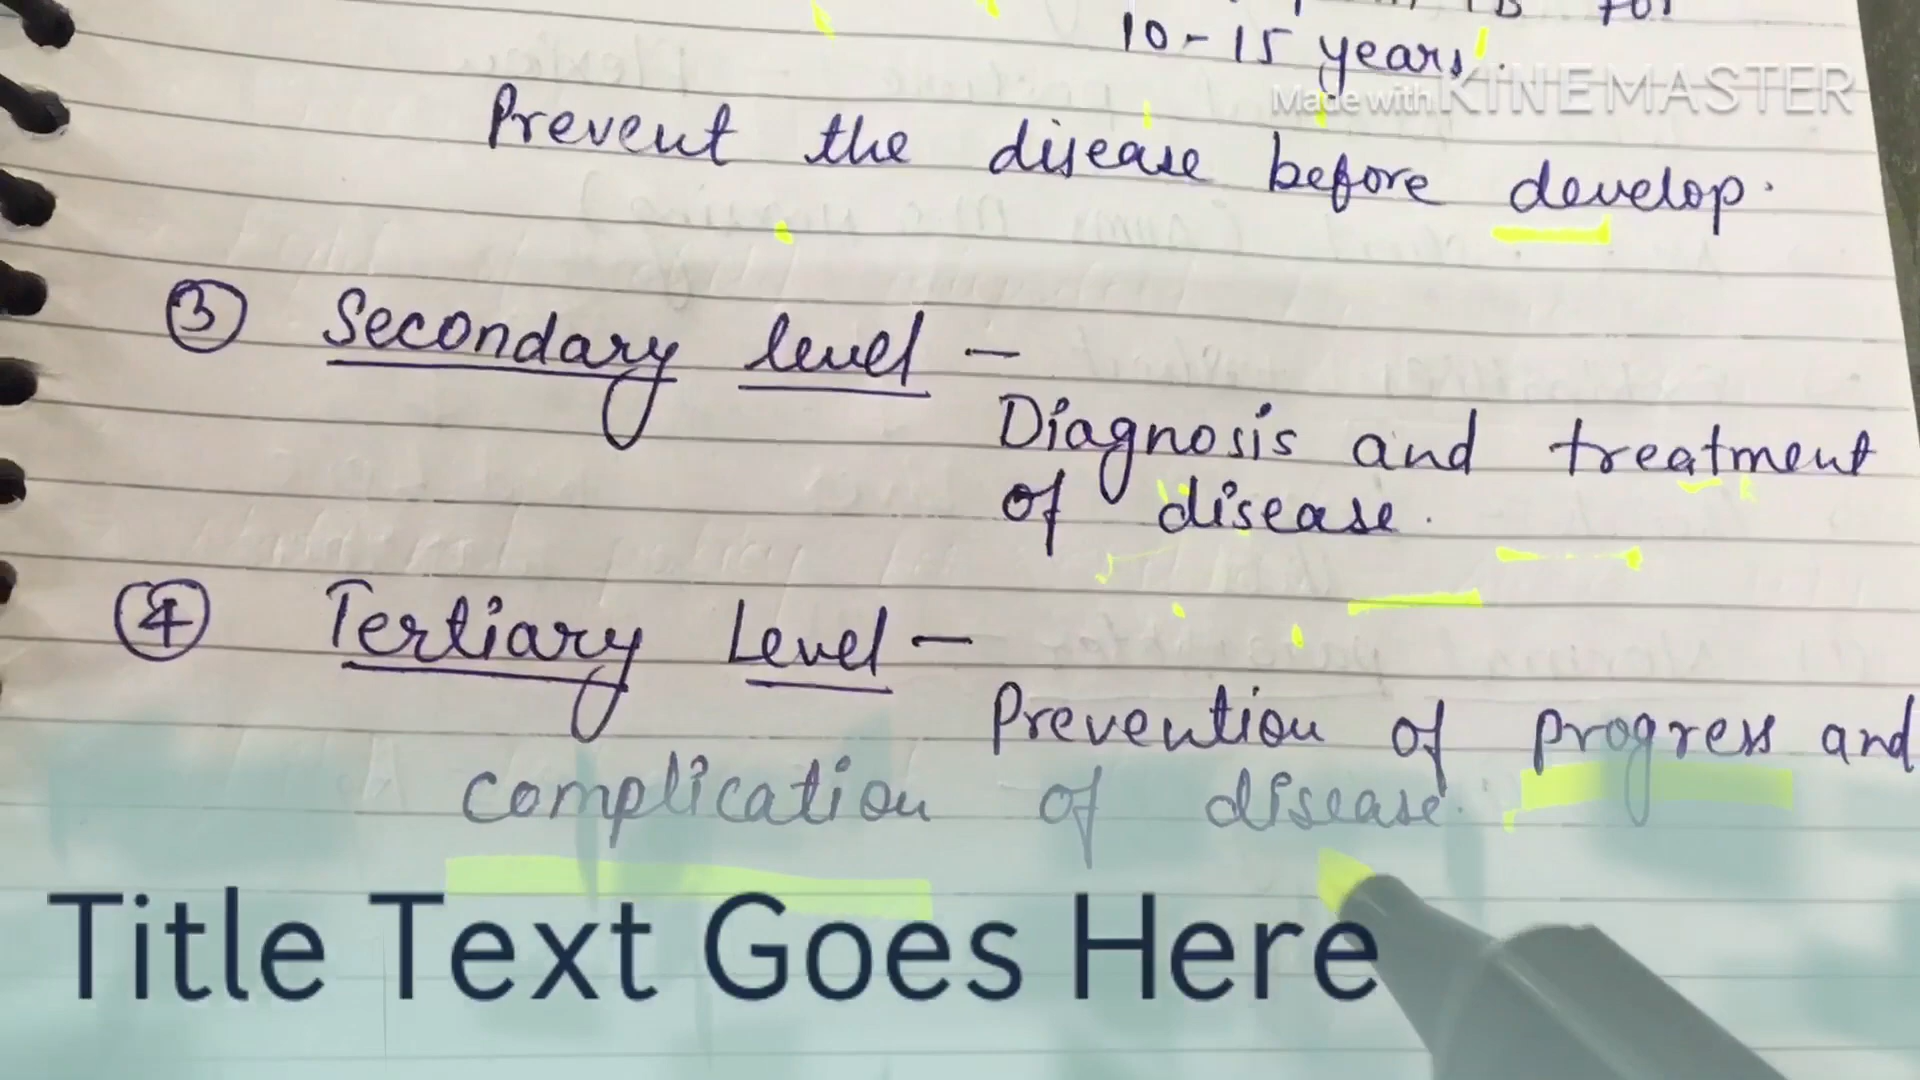 10-15 years.
Made with KINEMASTER
Prevent the disease before develop.
③ Secondary level -
Diagnosis and treatment
of disease.
④ Tertiary Level -
Prevention of progress and
complication of disease.
Title Text Goes Here